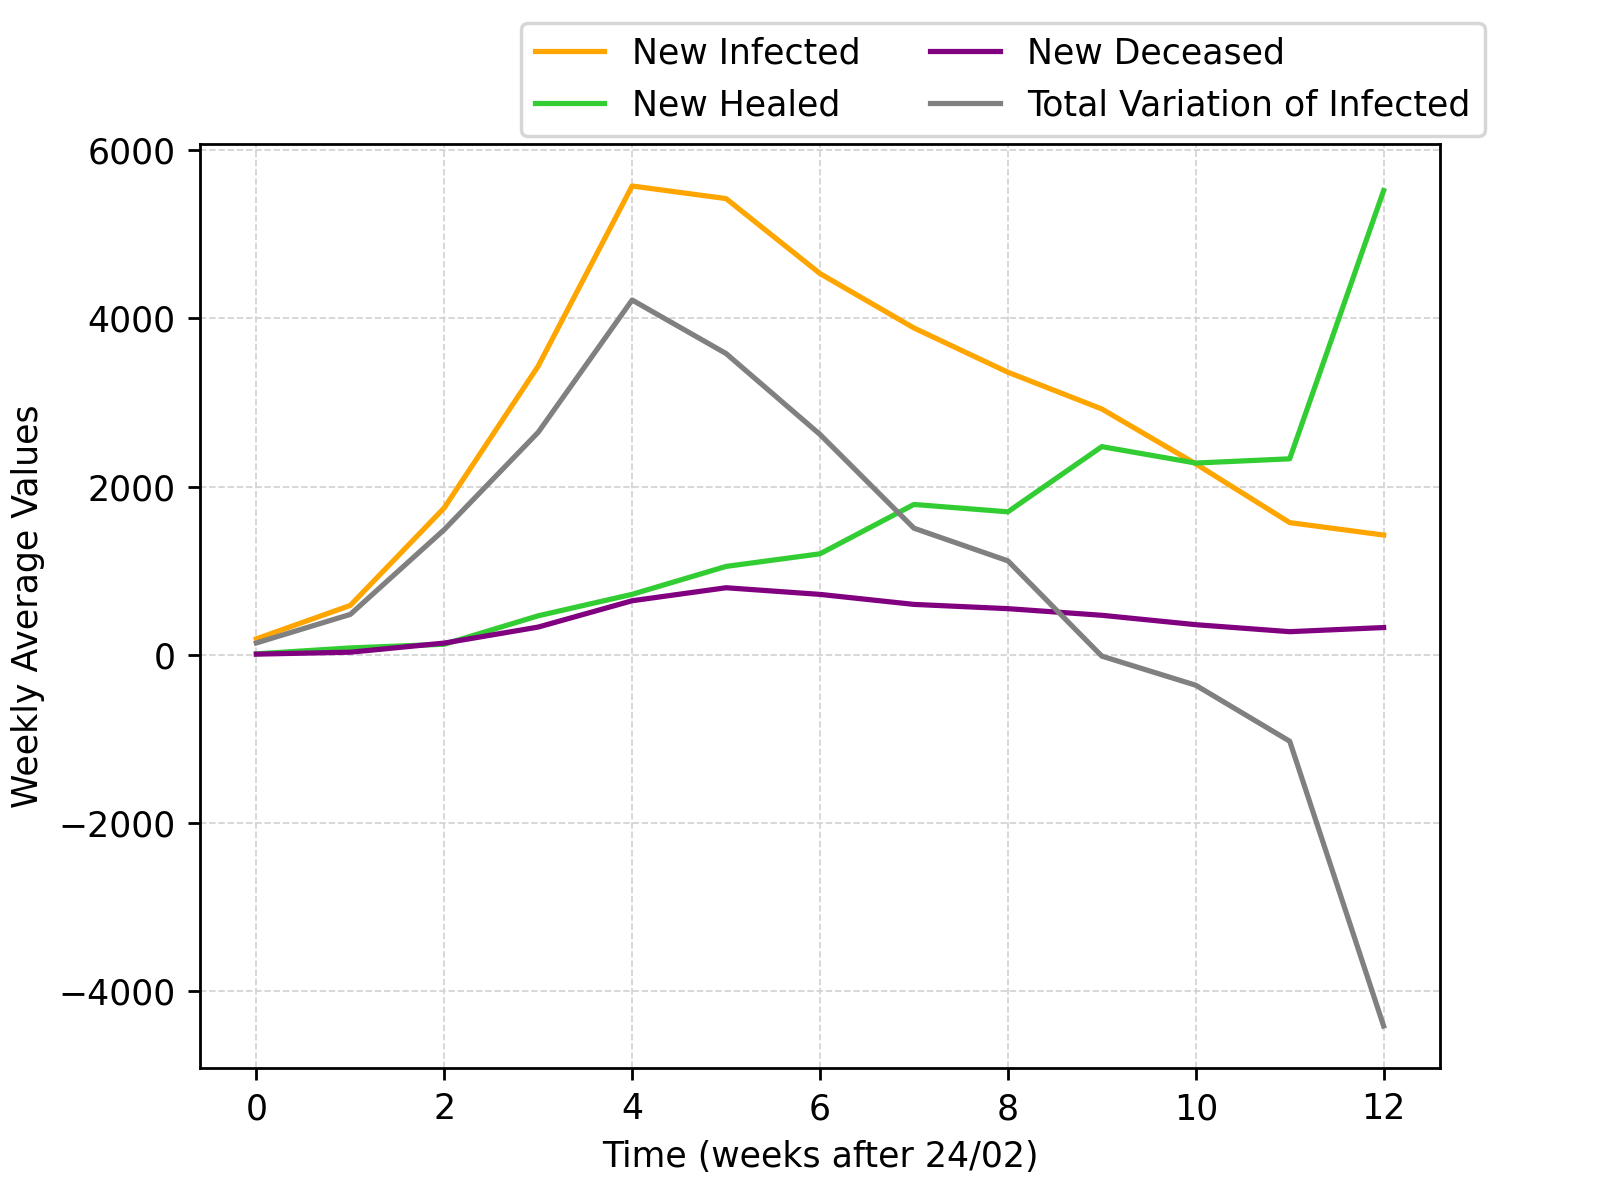 New Infected
New Healed
New Deceased
Total Variation of Infected
6000
4000
2000
0
−2000
−4000
Weekly Average Values
0 2 4 6 8 10 12
Time (weeks after 24/02)